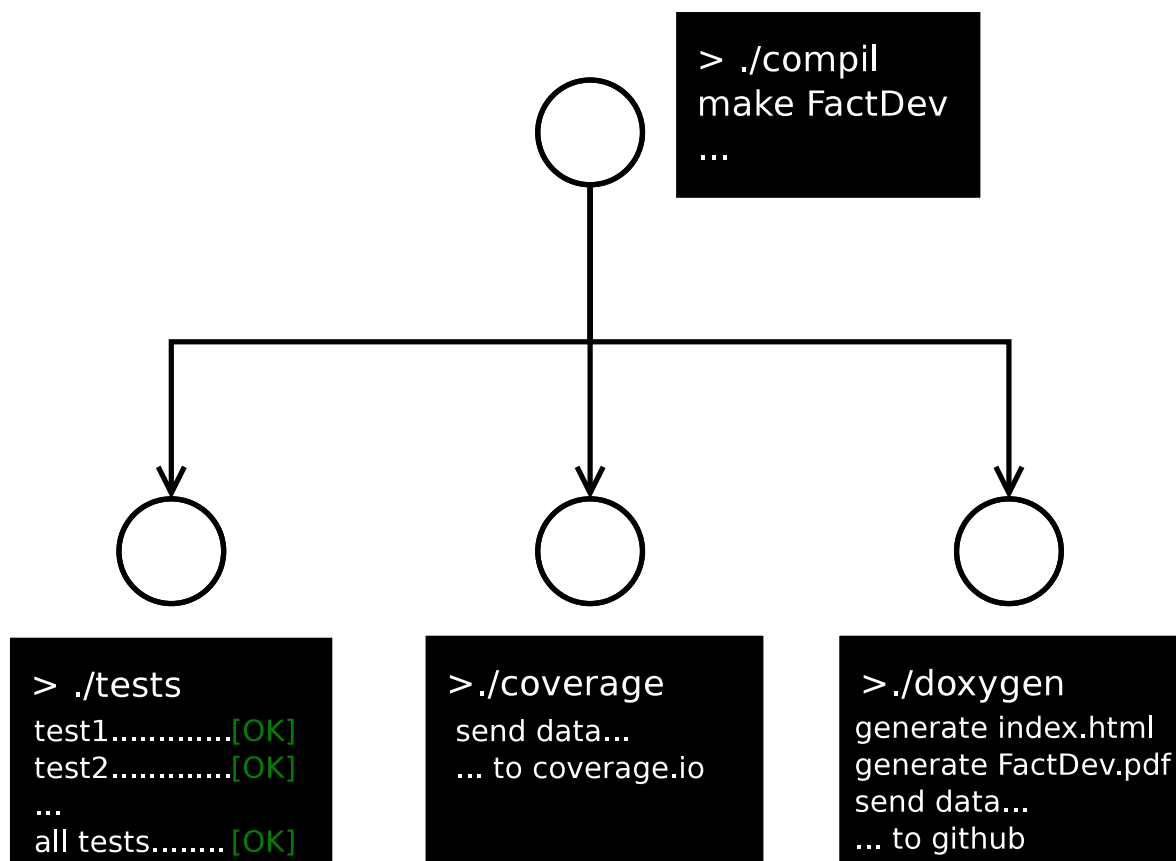 > ./compil
make FactDev
...
> ./tests
test1.............[OK]
test2.............[OK]
...
all tests........ [OK]
>./coverage
send data...
... to coverage.io
>./doxygen
generate index.html
generate FactDev.pdf
send data...
... to github